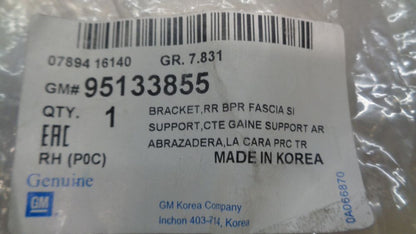 07894 16140 GR. 7.831
GM# 95133855
QTY. 1
BRACKET,RR BPR FASCIA SI
SUPPORT,CTE GAINE SUPPORT AR
ABRAZADERA,LA CARA PRC TR
EAC
RH (P0C) MADE IN KOREA
Genuine
GM
GM Korea Company
Inchon 403-714, Korea
0A066870